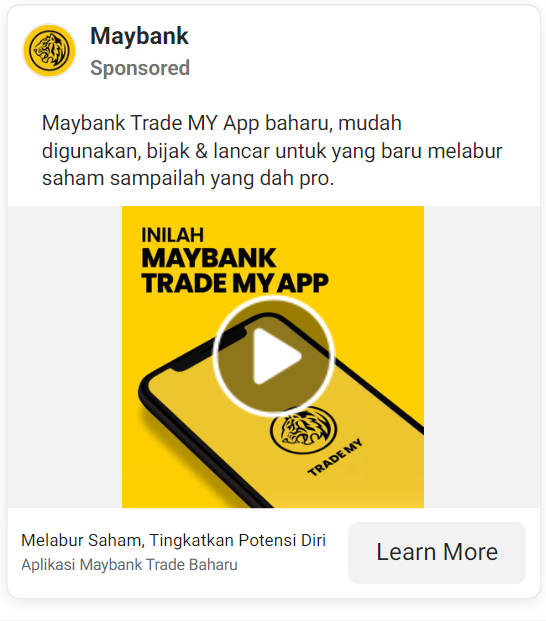 Maybank
Sponsored
Maybank Trade MY App baharu, mudah
digunakan, bijak & lancar untuk yang baru melabur
saham sampailah yang dah pro.
INILAH
MAYBANK
TRADE MY APP
TRADE MY
Melabur Saham, Tingkatkan Potensi Diri
Aplikasi Maybank Trade Baharu
Learn More